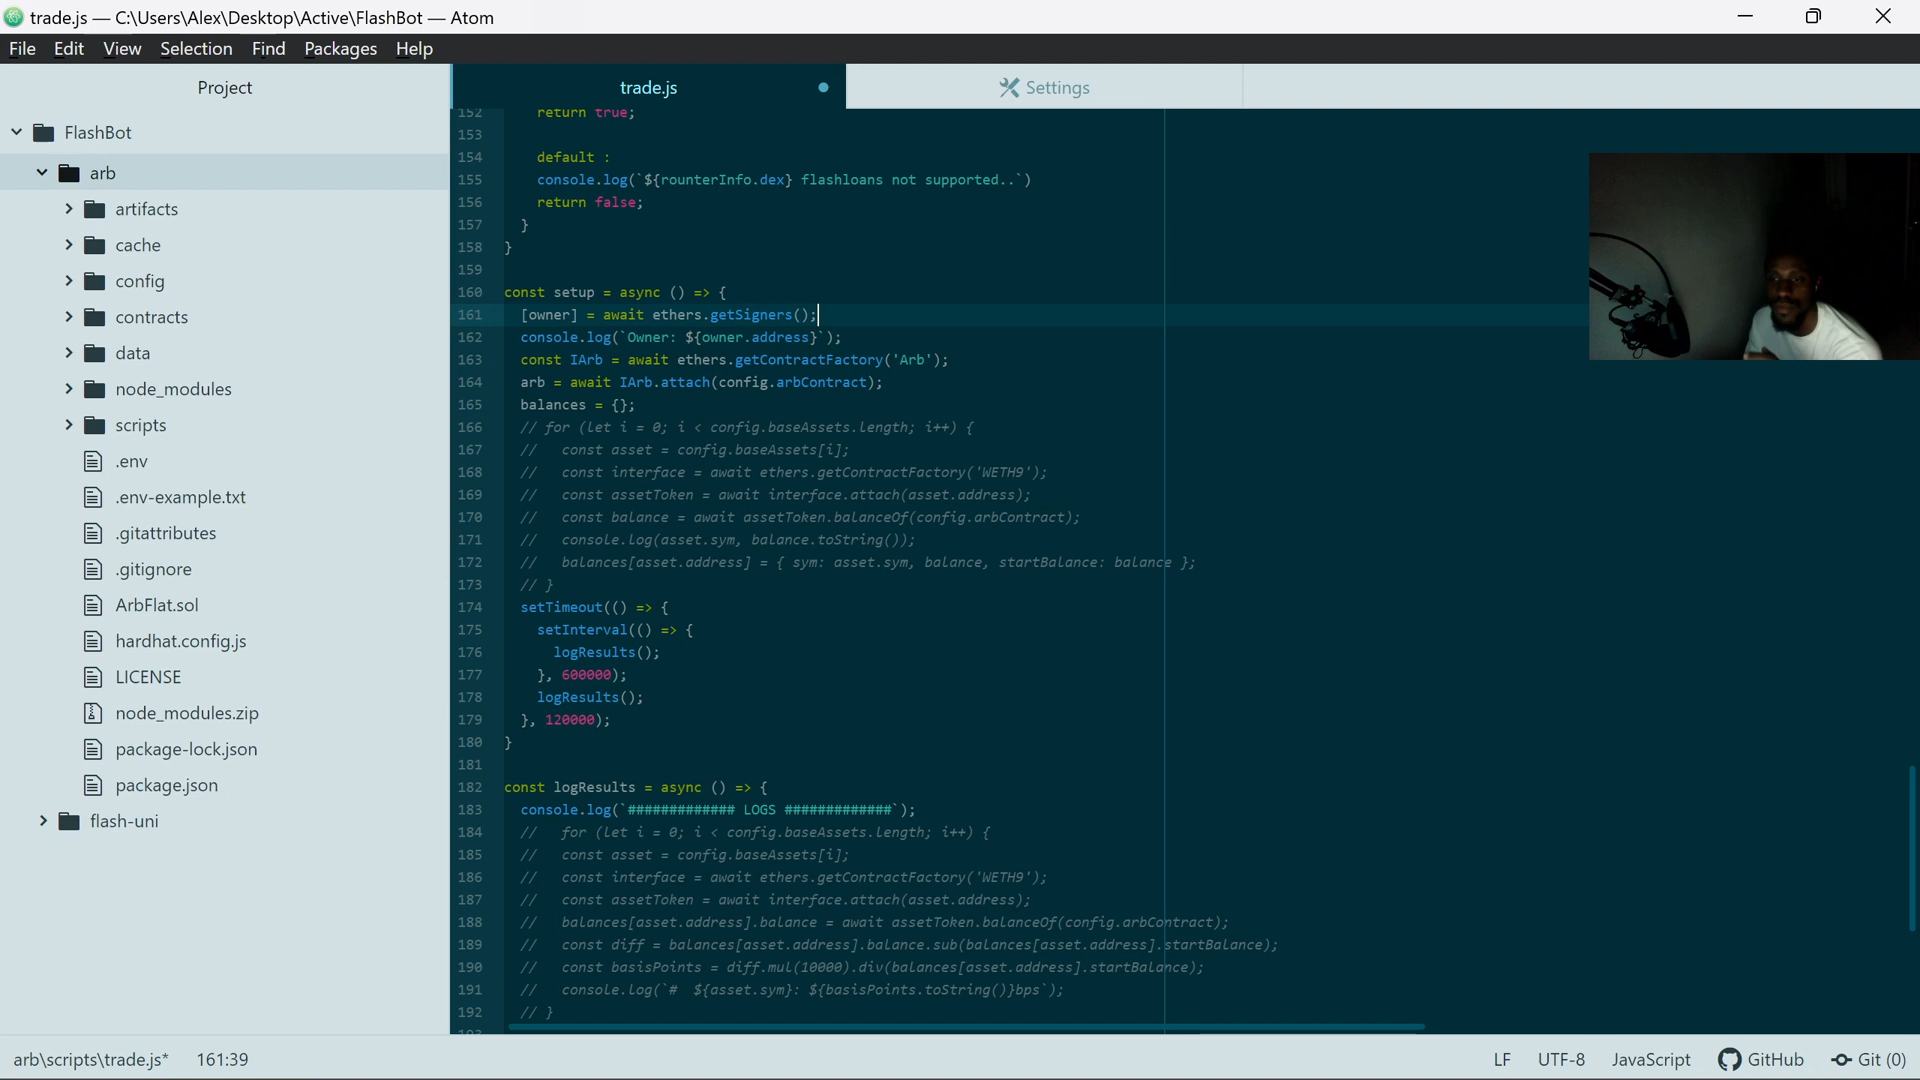 trade.js — C:\Users\Alex\Desktop\Active\FlashBot — Atom
File Edit View Selection Find Packages Help
Project
trade.js
Settings
FlashBot
arb
artifacts
cache
config
contracts
data
node_modules
scripts
.env
.env-example.txt
.gitattributes
.gitignore
ArbFlat.sol
hardhat.config.js
LICENSE
node_modules.zip
package-lock.json
package.json
flash-uni
152 return true;
153
154 default :
155 console.log(`${rounterInfo.dex} flashloans not supported..`)
156 return false;
157 }
158 }
159
160 const setup = async () => {
161 [owner] = await ethers.getSigners();
162 console.log(`Owner: ${owner.address}`);
163 const IArb = await ethers.getContractFactory('Arb');
164 arb = await IArb.attach(config.arbContract);
165 balances = {};
166 // for (let i = 0; i < config.baseAssets.length; i++) {
167 // const asset = config.baseAssets[i];
168 // const interface = await ethers.getContractFactory('WETH9');
169 // const assetToken = await interface.attach(asset.address);
170 // const balance = await assetToken.balanceOf(config.arbContract);
171 // console.log(asset.sym, balance.toString());
172 // balances[asset.address] = { sym: asset.sym, balance, startBalance: balance };
173 // }
174 setTimeout(() => {
175 setInterval(() => {
176 logResults();
177 }, 600000);
178 logResults();
179 }, 120000);
180 }
181
182 const logResults = async () => {
183 console.log(`############# LOGS #############`);
184 // for (let i = 0; i < config.baseAssets.length; i++) {
185 // const asset = config.baseAssets[i];
186 // const interface = await ethers.getContractFactory('WETH9');
187 // const assetToken = await interface.attach(asset.address);
188 // balances[asset.address].balance = await assetToken.balanceOf(config.arbContract);
189 // const diff = balances[asset.address].balance.sub(balances[asset.address].startBalance);
190 // const basisPoints = diff.mul(10000).div(balances[asset.address].startBalance);
191 // console.log(`# ${asset.sym}: ${basisPoints.toString()}bps`);
192 // }
arb\scripts\trade.js* 161:39 LF UTF-8 JavaScript GitHub Git (0)